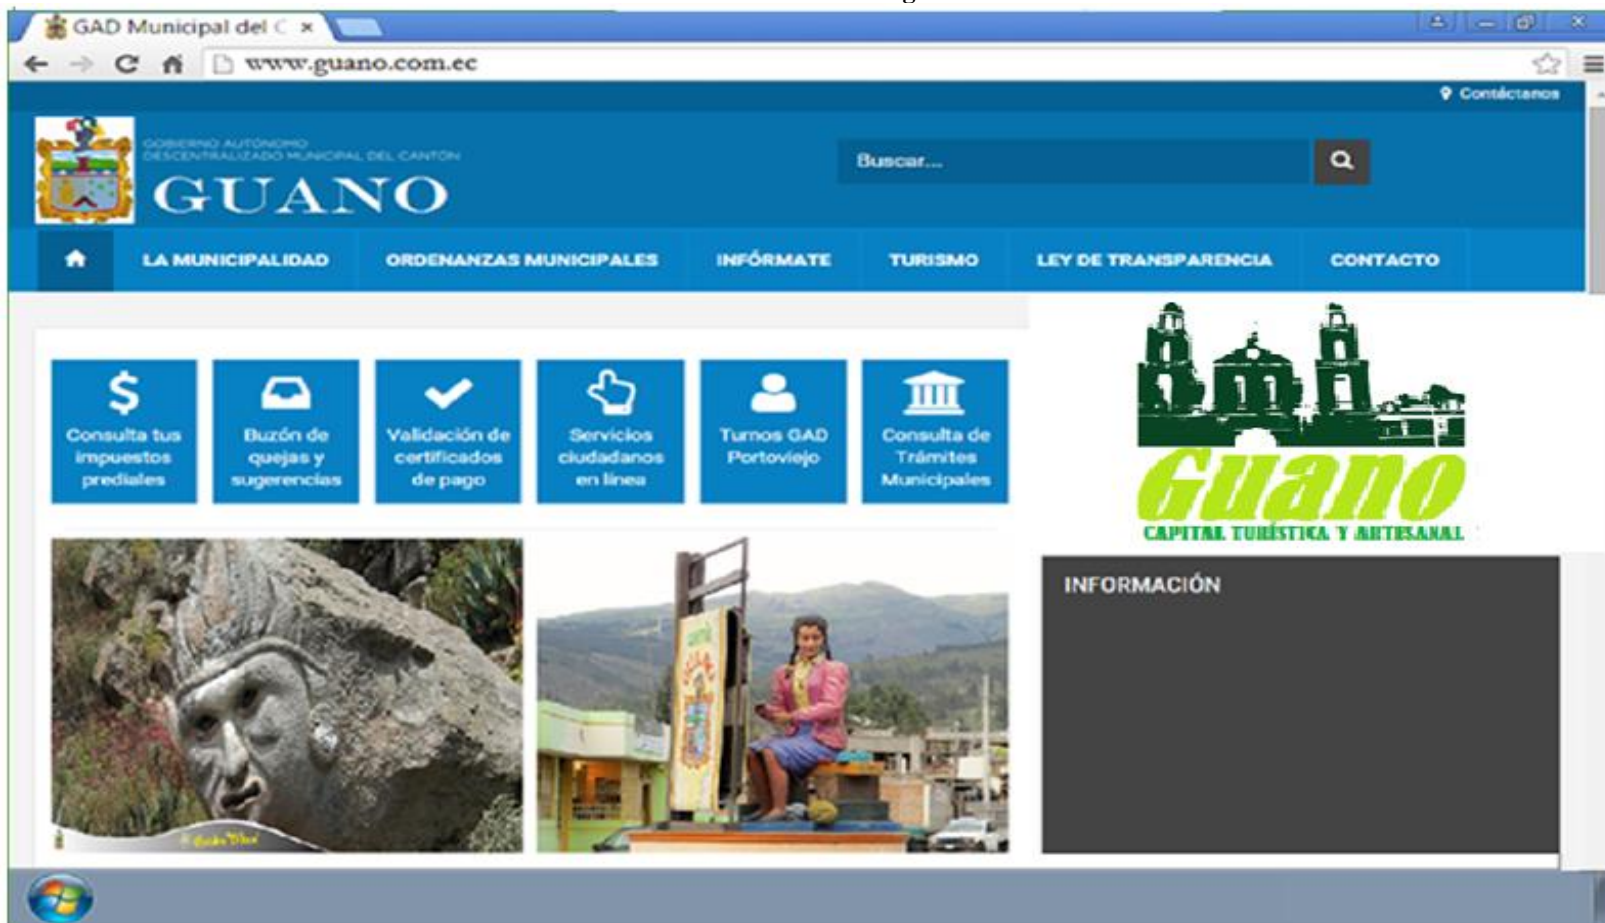 GAD Municipal del C
www.guano.com.ec
Contáctanos
GOBIERNO AUTÓNOMO
DESCENTRALIZADO MUNICIPAL DEL CANTÓN
GUANO
Buscar...
LA MUNICIPALIDAD ORDENANZAS MUNICIPALES INFÓRMATE TURISMO LEY DE TRANSPARENCIA CONTACTO
Consulta tus
impuestos
prediales
Buzón de
quejas y
sugerencias
Validación de
certificados
de pago
Servicios
ciudadanos
en línea
Turnos GAD
Portoviejo
Consulta de
Trámites
Municipales
Guano
CAPITAL TURÍSTICA Y ARTESANAL
INFORMACIÓN